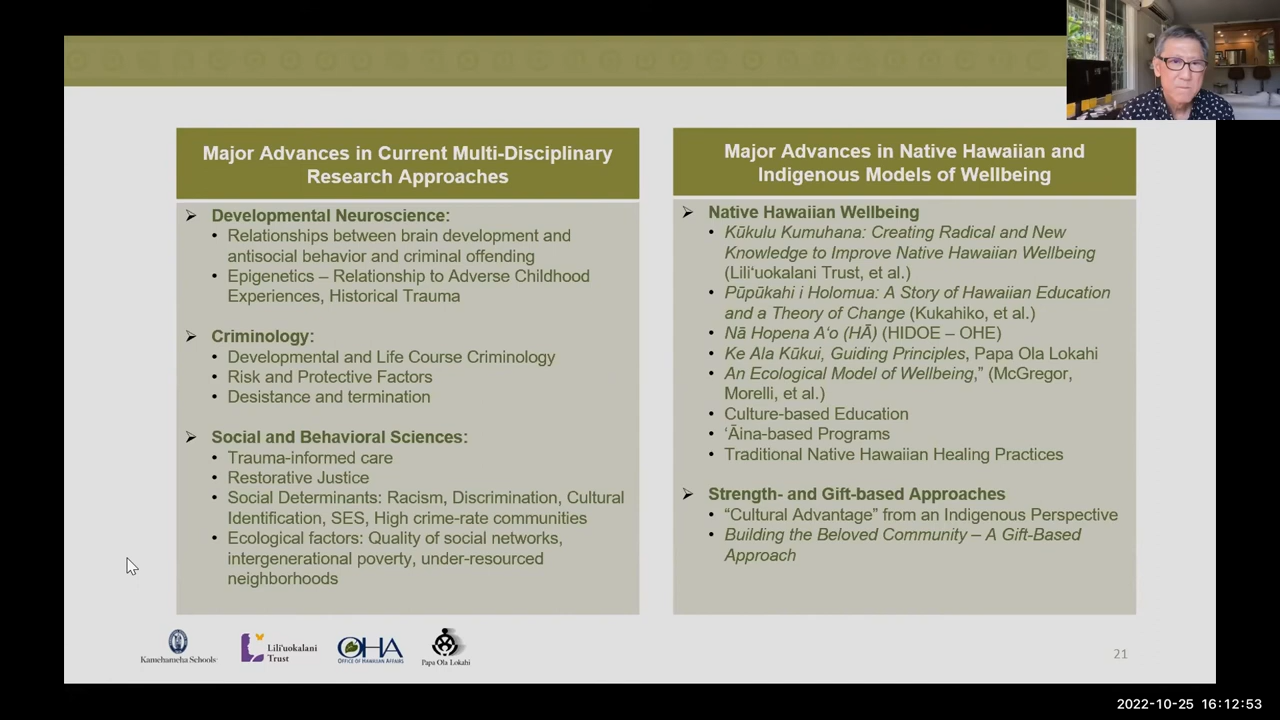 Major Advances in Current Multi-Disciplinary
Research Approaches
Developmental Neuroscience:
Relationships between brain development and
antisocial behavior and criminal offending
Epigenetics – Relationship to Adverse Childhood
Experiences, Historical Trauma
Criminology:
Developmental and Life Course Criminology
Risk and Protective Factors
Desistance and termination
Social and Behavioral Sciences:
Trauma-informed care
Restorative Justice
Social Determinants: Racism, Discrimination, Cultural
Identification, SES, High crime-rate communities
Ecological factors: Quality of social networks,
intergenerational poverty, under-resourced
neighborhoods
Major Advances in Native Hawaiian and
Indigenous Models of Wellbeing
Native Hawaiian Wellbeing
Kūkulu Kumuhana: Creating Radical and New
Knowledge to Improve Native Hawaiian Wellbeing
(Liliʻuokalani Trust, et al.)
Pūpūkahi i Holomua: A Story of Hawaiian Education
and a Theory of Change (Kukahiko, et al.)
Nā Hopena Aʻo (HĀ) (HIDOE – OHE)
Ke Ala Kūkui, Guiding Principles, Papa Ola Lokahi
An Ecological Model of Wellbeing,” (McGregor,
Morelli, et al.)
Culture-based Education
ʻĀina-based Programs
Traditional Native Hawaiian Healing Practices
Strength- and Gift-based Approaches
“Cultural Advantage” from an Indigenous Perspective
Building the Beloved Community – A Gift-Based
Approach
Kamehameha Schools
Liliʻuokalani
Trust
OHA
OFFICE OF HAWAIIAN AFFAIRS
Papa Ola Lokahi
21
2022-10-25 16:12:53